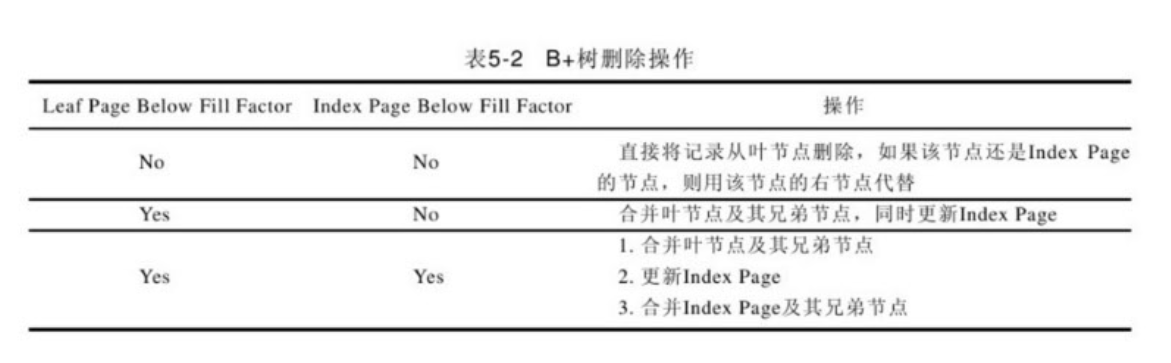 表5-2 B+树删除操作
Leaf Page Below Fill Factor Index Page Below Fill Factor 操作
No No 直接将记录从叶节点删除，如果该节点还是Index Page
的节点，则用该节点的右节点代替
Yes No 合并叶节点及其兄弟节点，同时更新Index Page
1. 合并叶节点及其兄弟节点
Yes Yes 2. 更新Index Page
3. 合并Index Page及其兄弟节点